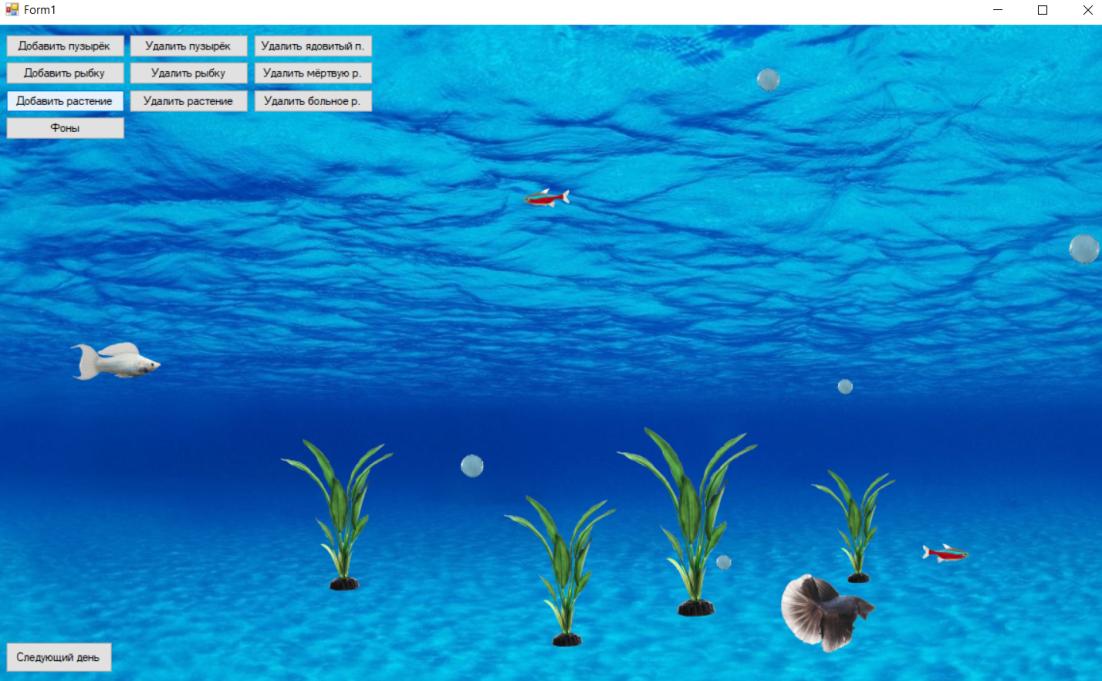 Form1
Добавить пузырёк Удалить пузырёк Удалить ядовитый п.
Добавить рыбку Удалить рыбку Удалить мёртвую р.
Добавить растение Удалить растение Удалить больное р.
Фоны
Следующий день